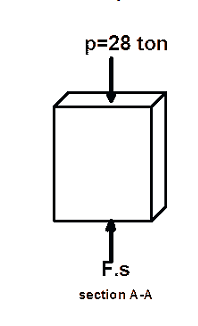 p=28 ton
F.s
section A-A